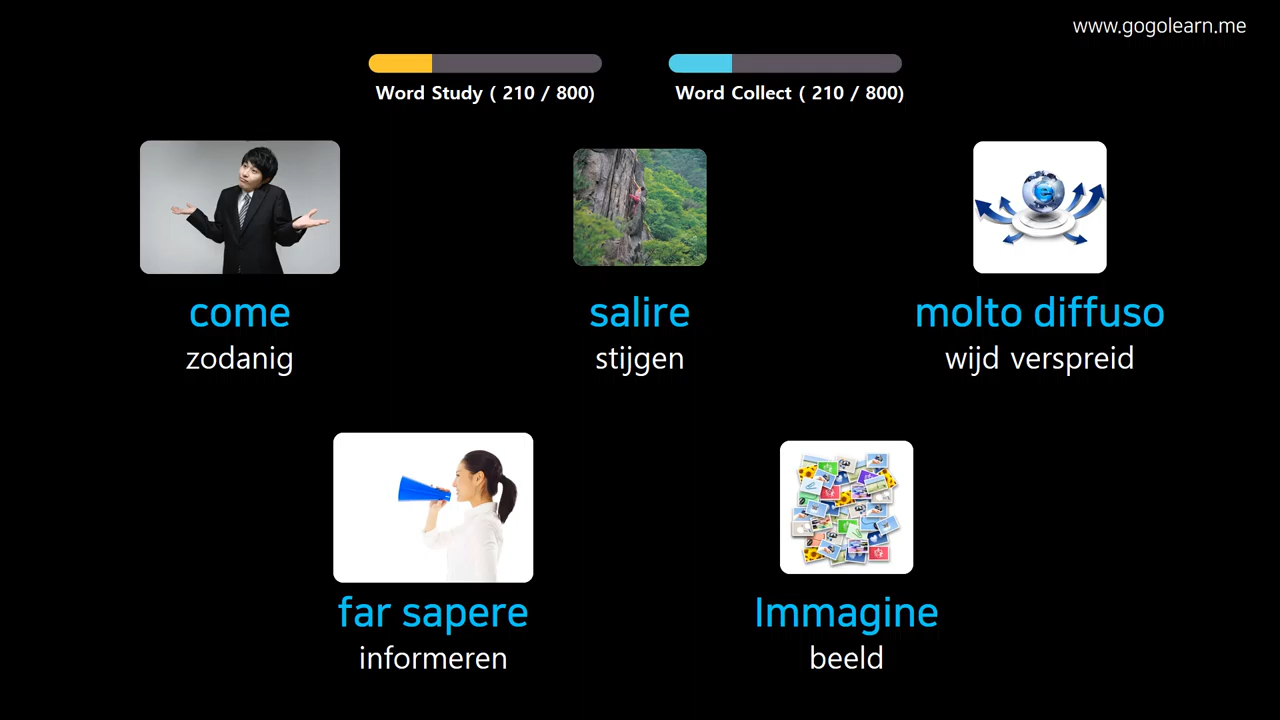 www.gogolearn.me
Word Study ( 210 / 800)
Word Collect ( 210 / 800)
come
zodanig
salire
stijgen
molto diffuso
wijd verspreid
far sapere
informeren
Immagine
beeld